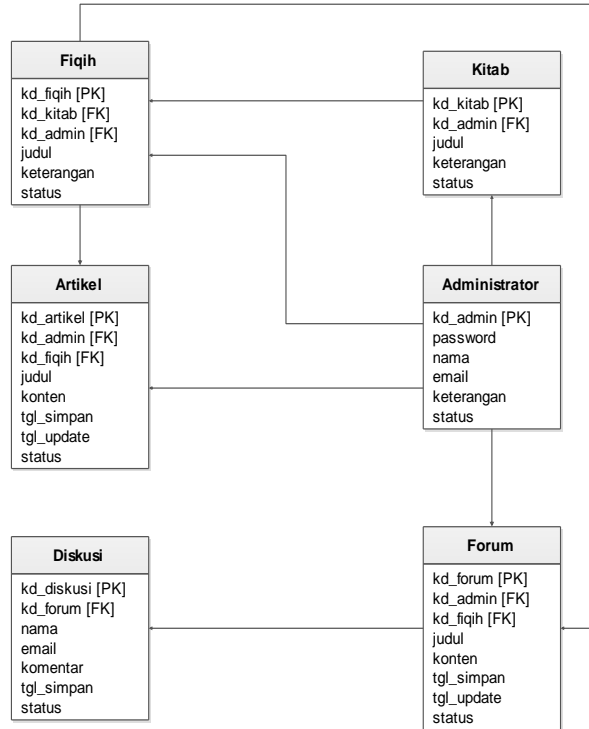 Fiqih
kd_fiqih [PK]
kd_kitab [FK]
kd_admin [FK]
judul
keterangan
status
Kitab
kd_kitab [PK]
kd_admin [FK]
judul
keterangan
status
Artikel
kd_artikel [PK]
kd_admin [FK]
kd_fiqih [FK]
judul
konten
tgl_simpan
tgl_update
status
Administrator
kd_admin [PK]
password
nama
email
keterangan
status
Diskusi
kd_diskusi [PK]
kd_forum [FK]
nama
email
komentar
tgl_simpan
status
Forum
kd_forum [PK]
kd_admin [FK]
kd_fiqih [FK]
judul
konten
tgl_simpan
tgl_update
status